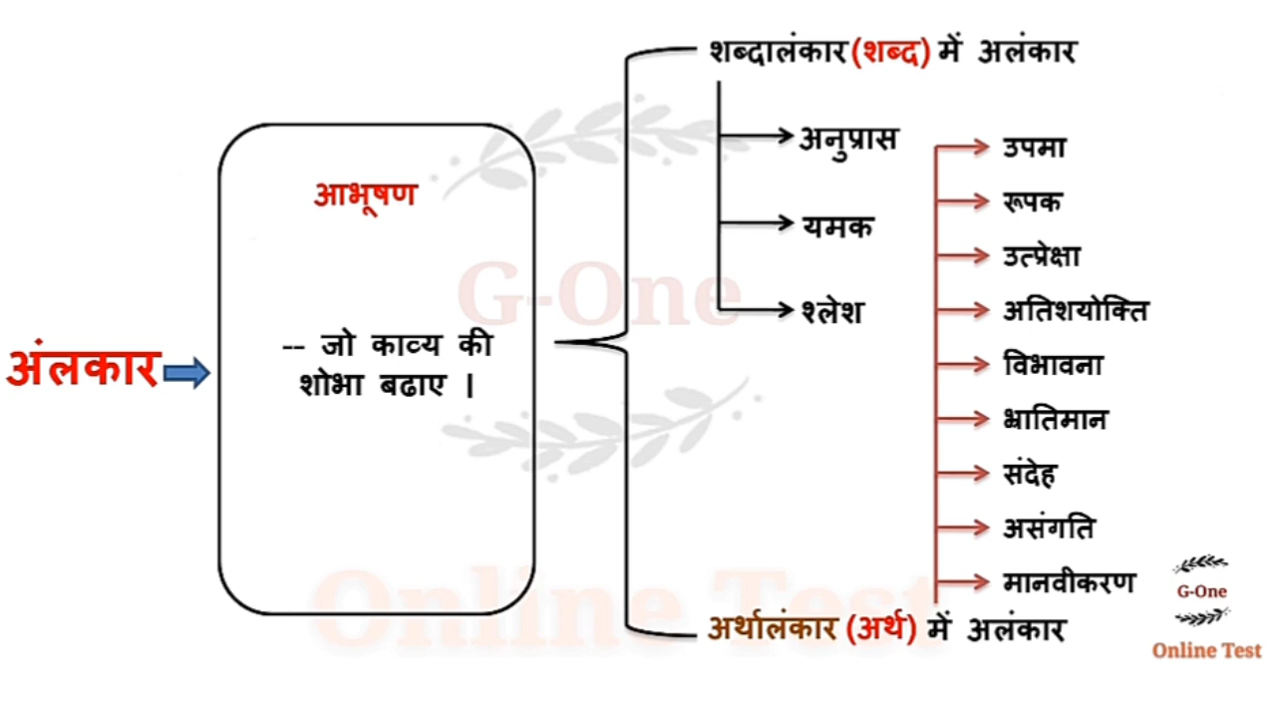 अंलकार
आभूषण
-- जो काव्य की
शोभा बढाए |
शब्दालंकार (शब्द) में अलंकार
अनुप्रास
यमक
श्लेश
उपमा
रूपक
उत्प्रेक्षा
अतिशयोक्ति
विभावना
भ्रातिमान
संदेह
असंगति
मानवीकरण
अर्थालंकार (अर्थ) में अलंकार
G-One
Online Test
G-One
Online Test